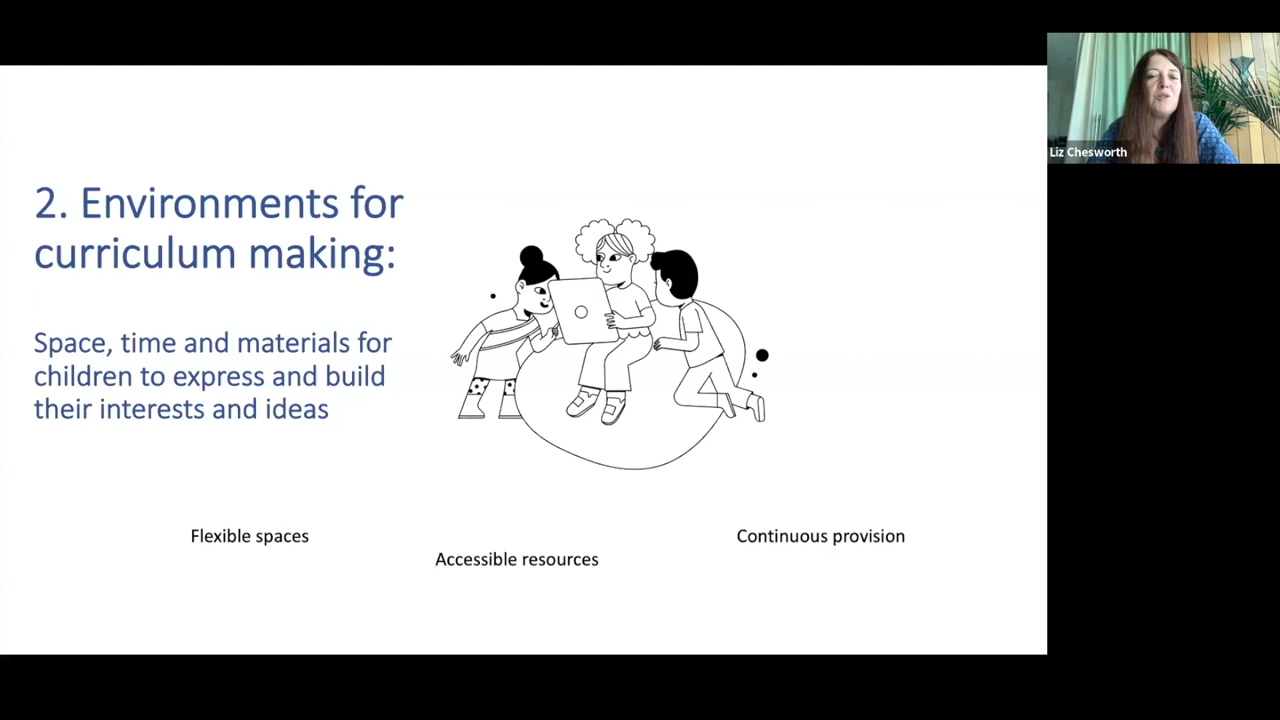 2. Environments for
curriculum making:
Space, time and materials for
children to express and build
their interests and ideas
Flexible spaces
Accessible resources
Continuous provision
Liz Chesworth